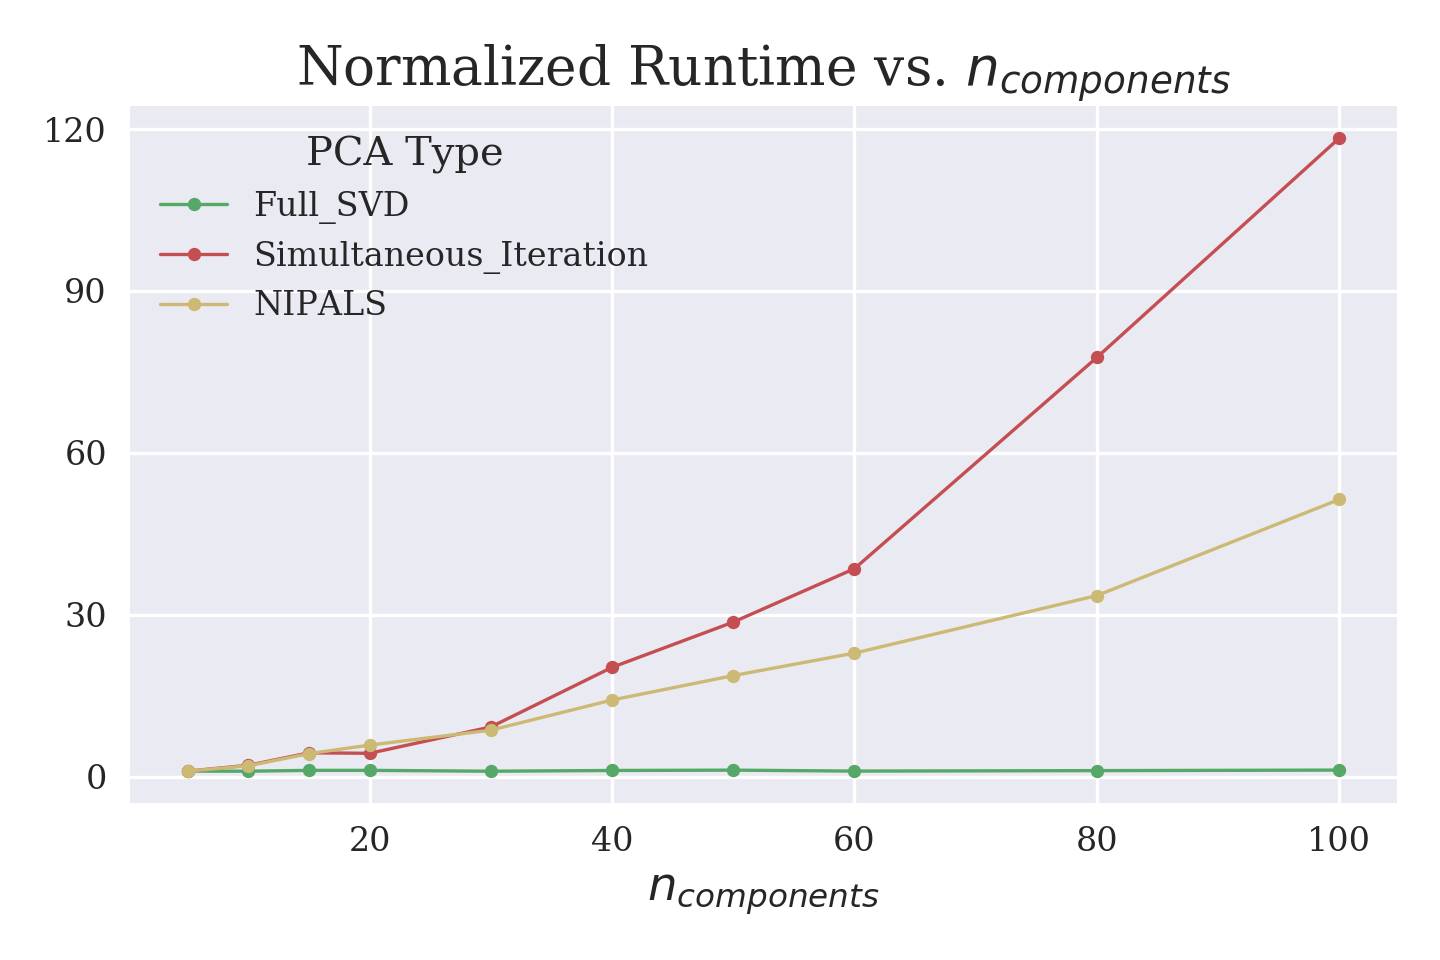 Normalized Runtime vs. n_components
120
90
60
30
0
PCA Type
Full_SVD
Simultaneous_Iteration
NIPALS
20 40 60 80 100
n_components